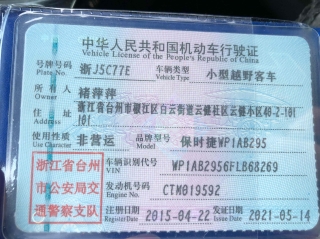 中华人民共和国机动车行驶证
Vehicle License of the People's Republic of China
号牌号码 Plate No. 浙J5C77E 车辆类型 Vehicle Type 小型越野客车
所有人 Owner 褚萍萍
住址 浙江省台州市椒江区白云街道云健社区云健小区40-2-101
101
使用性质 Use Character 非营运 品牌型号 Model 保时捷WP1AB295
浙江省台州市公安局交通警察支队
车辆识别代号 VIN WP1AB2956FLB68269
发动机号码 Engine No. CTM019592
注册日期 Register Date 2015-04-22 发证日期 Issue Date 2021-05-14